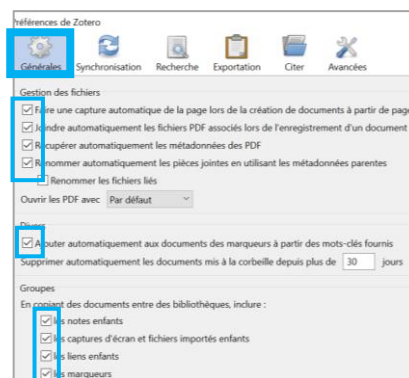 Préférences de Zotero
Générales Synchronisation Recherche Exportation Citer Avancées
Gestion des fichiers
Faire une capture automatique de la page lors de la création de documents à partir de page
Joindre automatiquement les fichiers PDF associés lors de l'enregistrement d'un document
Récupérer automatiquement les métadonnées des PDF
Renommer automatiquement les pièces jointes en utilisant les métadonnées parentes
Renommer les fichiers liés
Ouvrir les PDF avec Par défaut
Divers
Ajouter automatiquement aux documents des marqueurs à partir des mots-clés fournis
Supprimer automatiquement les documents mis à la corbeille depuis plus de 30 jours
Groupes
En copiant des documents entre des bibliothèques, inclure :
les notes enfants
les captures d'écran et fichiers importés enfants
les liens enfants
les marqueurs